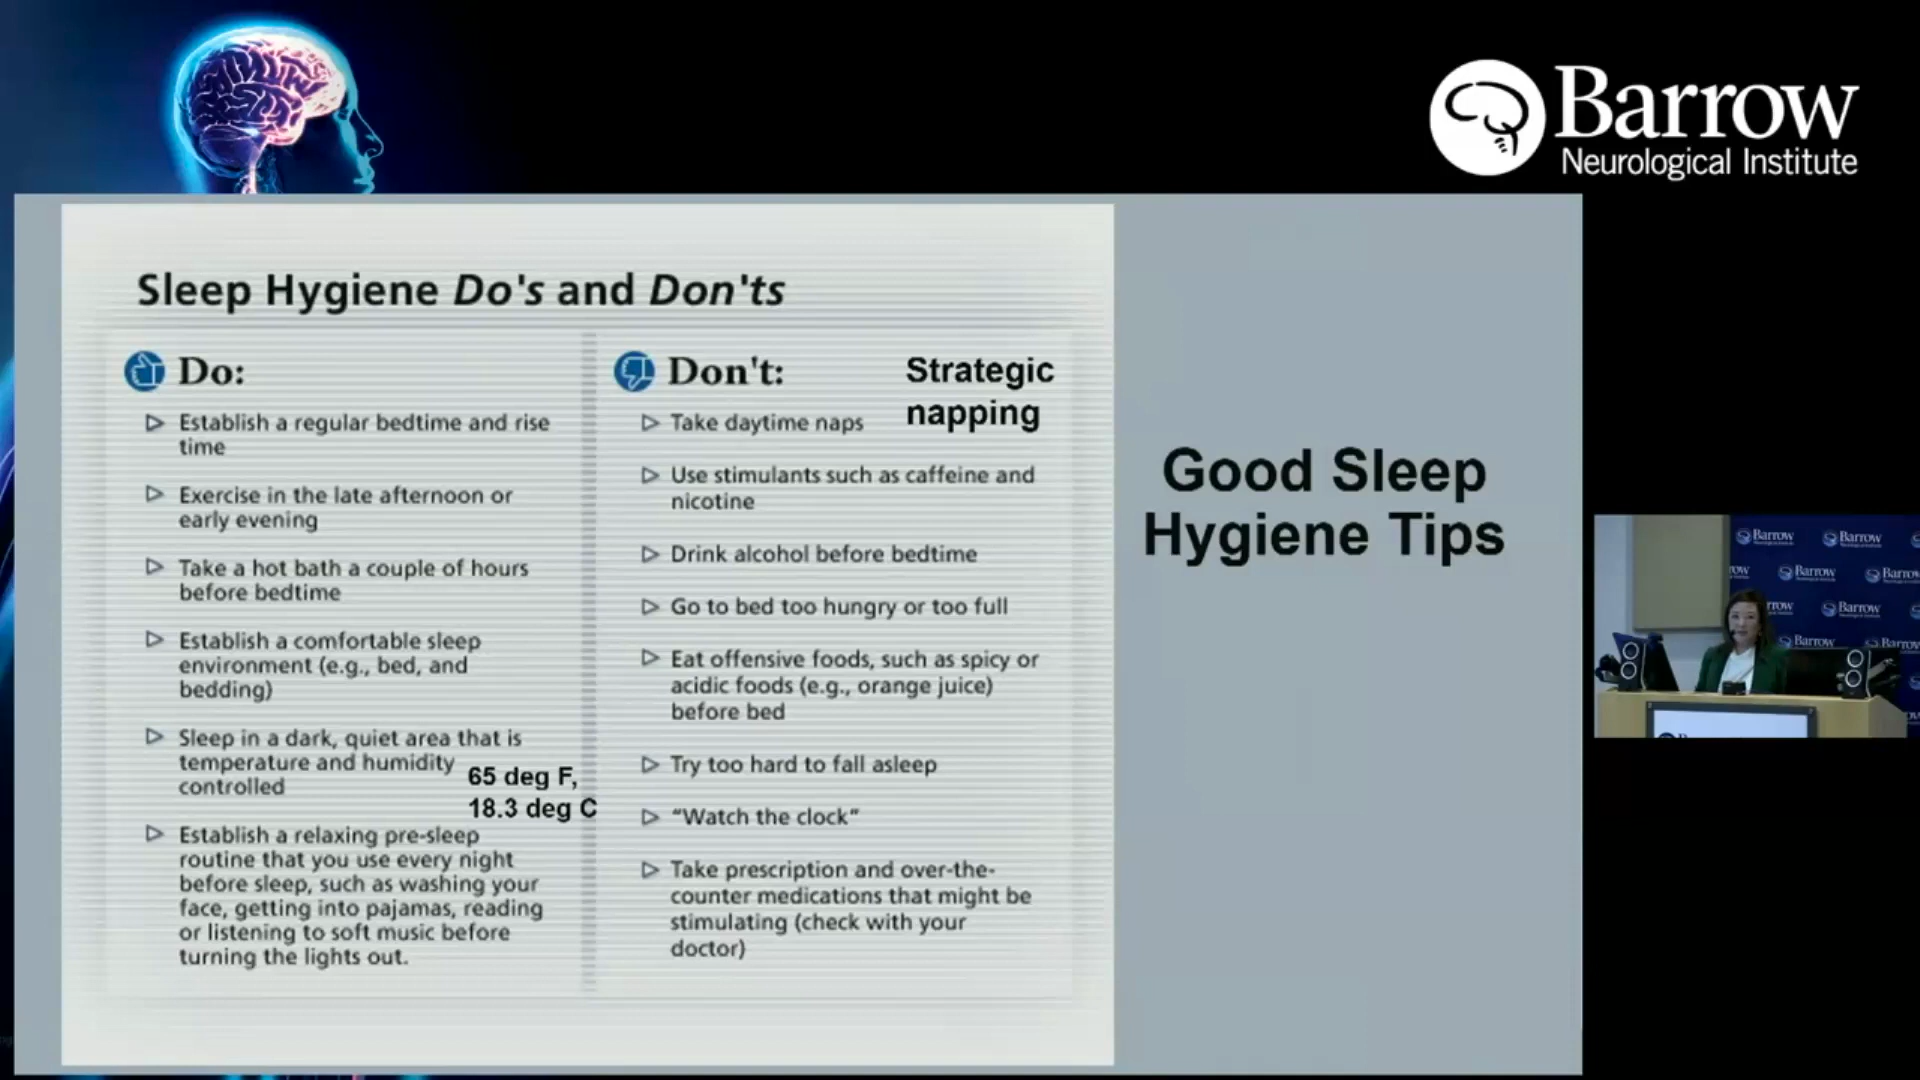 Barrow
Neurological Institute
Sleep Hygiene Do's and Don'ts
Do:
Establish a regular bedtime and rise
time
Exercise in the late afternoon or
early evening
Take a hot bath a couple of hours
before bedtime
Establish a comfortable sleep
environment (e.g., bed, and
bedding)
Sleep in a dark, quiet area that is
temperature and humidity
controlled
65 deg F,
18.3 deg C
Establish a relaxing pre-sleep
routine that you use every night
before sleep, such as washing your
face, getting into pajamas, reading
or listening to soft music before
turning the lights out.
Don't:
Strategic
napping
Take daytime naps
Use stimulants such as caffeine and
nicotine
Drink alcohol before bedtime
Go to bed too hungry or too full
Eat offensive foods, such as spicy or
acidic foods (e.g., orange juice)
before bed
Try too hard to fall asleep
“Watch the clock”
Take prescription and over-the-
counter medications that might be
stimulating (check with your
doctor)
Good Sleep
Hygiene Tips
Barrow
Barrow
Barrow
Barrow
Barrow
Barrow
Barrow